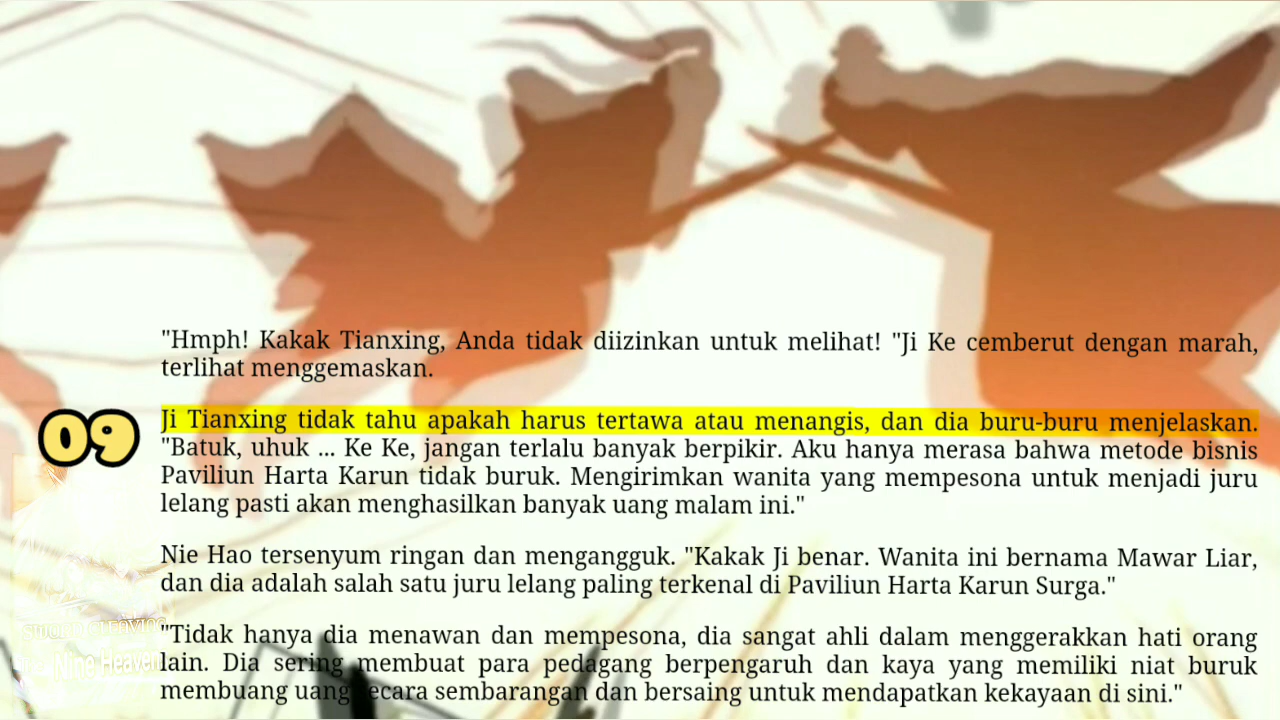 "Hmph! Kakak Tianxing, Anda tidak diizinkan untuk melihat! "Ji Ke cemberut dengan marah,
terlihat menggemaskan.
09
Ji Tianxing tidak tahu apakah harus tertawa atau menangis, dan dia buru-buru menjelaskan.
"Batuk, uhuk ... Ke Ke, jangan terlalu banyak berpikir. Aku hanya merasa bahwa metode bisnis
Paviliun Harta Karun tidak buruk. Mengirimkan wanita yang mempesona untuk menjadi juru
lelang pasti akan menghasilkan banyak uang malam ini."
Nie Hao tersenyum ringan dan mengangguk. "Kakak Ji benar. Wanita ini bernama Mawar Liar,
dan dia adalah salah satu juru lelang paling terkenal di Paviliun Harta Karun Surga."
"Tidak hanya dia menawan dan mempesona, dia sangat ahli dalam menggerakkan hati orang
lain. Dia sering membuat para pedagang berpengaruh dan kaya yang memiliki niat buruk
membuang uang secara sembarangan dan bersaing untuk mendapatkan kekayaan di sini."
Nine Heaven